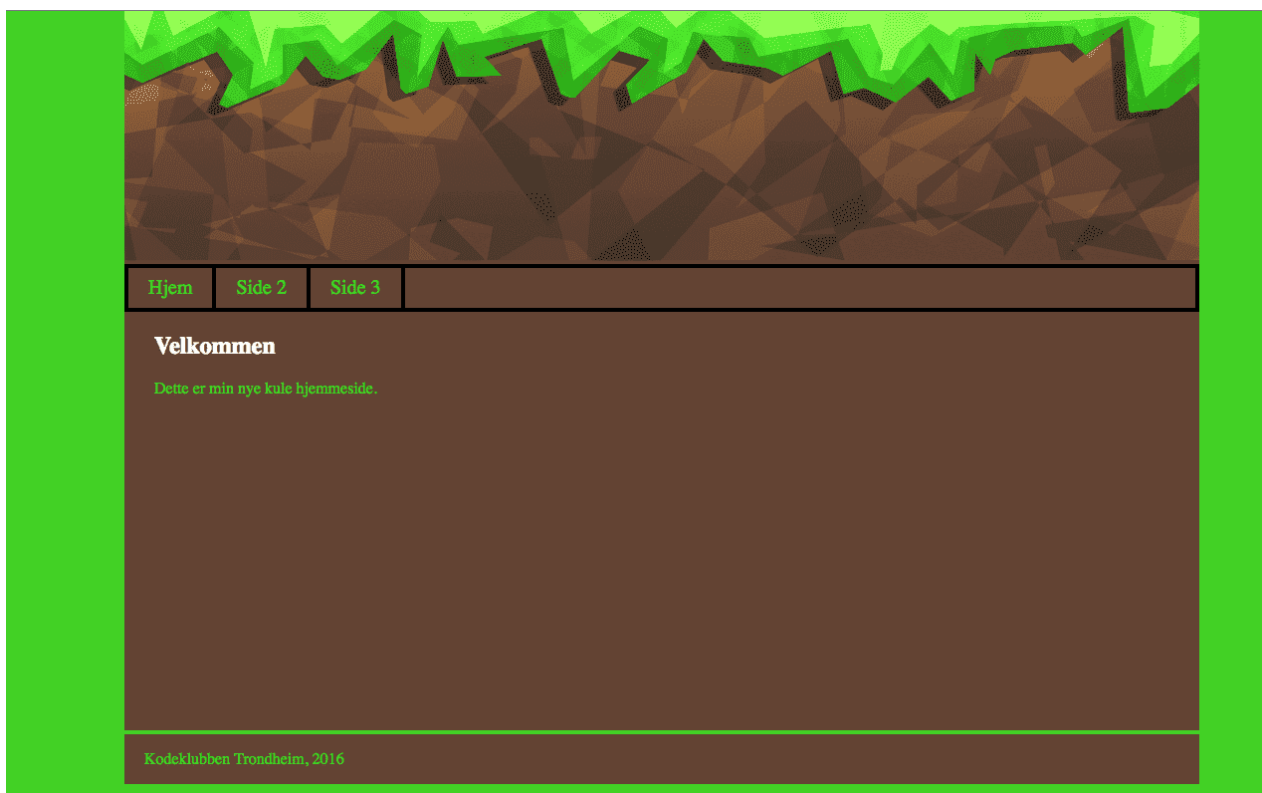 Hjem Side 2 Side 3
Velkommen
Dette er min nye kule hjemmeside.
Kodeklubben Trondheim, 2016